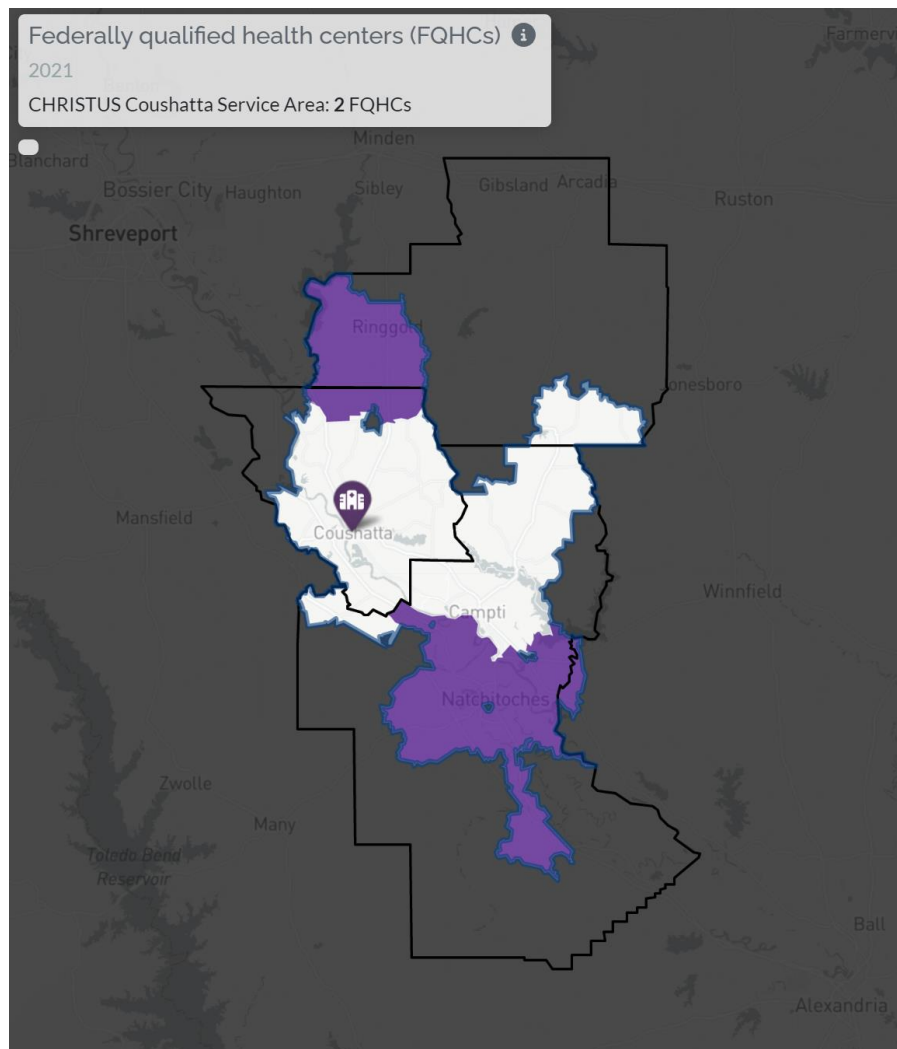 Federally qualified health centers (FQHCs)
2021
CHRISTUS Coushatta Service Area: 2 FQHCs
Minden
Blanchard
Bossier City
Haughton
Sibley
Gibsland
Arcadia
Ruston
Shreveport
Ringgold
Jonesboro
Mansfield
Coushatta
Winnfield
Campti
Natchitoches
Zwolle
Many
Toledo Bend
Reservoir
Ball
Alexandria